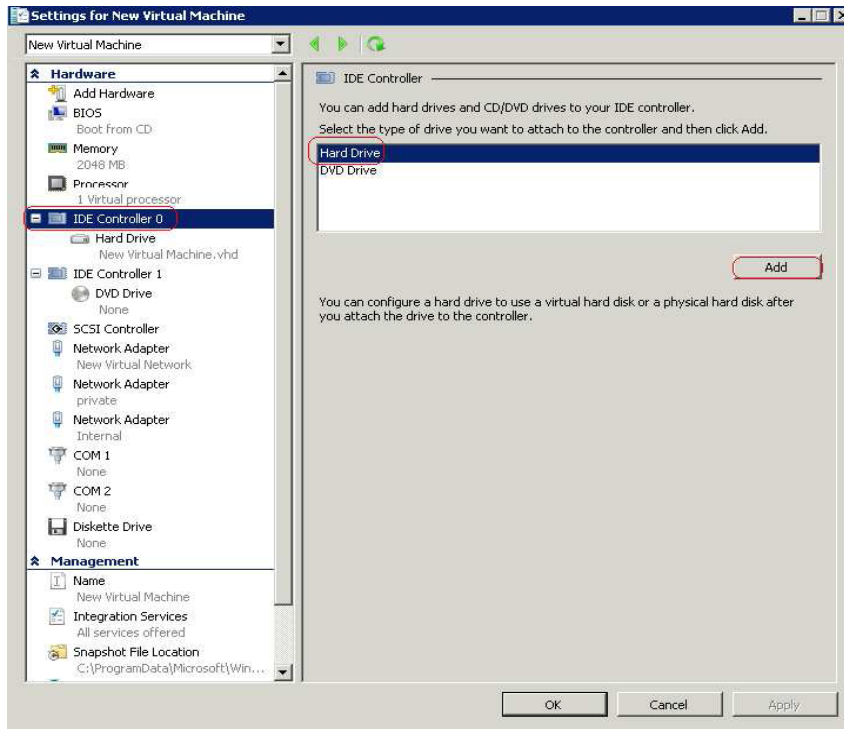 Settings for New Virtual Machine
New Virtual Machine
Hardware
Add Hardware
BIOS
Boot from CD
Memory
2048 MB
Processor
1 Virtual processor
IDE Controller 0
Hard Drive
New Virtual Machine.vhd
IDE Controller 1
DVD Drive
None
SCSI Controller
Network Adapter
New Virtual Network
Network Adapter
private
Network Adapter
Internal
COM 1
None
COM 2
None
Diskette Drive
None
Management
Name
New Virtual Machine
Integration Services
All services offered
Snapshot File Location
C:\ProgramData\Microsoft\Win...
IDE Controller
You can add hard drives and CD/DVD drives to your IDE controller.
Select the type of drive you want to attach to the controller and then click Add.
Hard Drive
DVD Drive
Add
You can configure a hard drive to use a virtual hard disk or a physical hard disk after
you attach the drive to the controller.
OK
Cancel
Apply